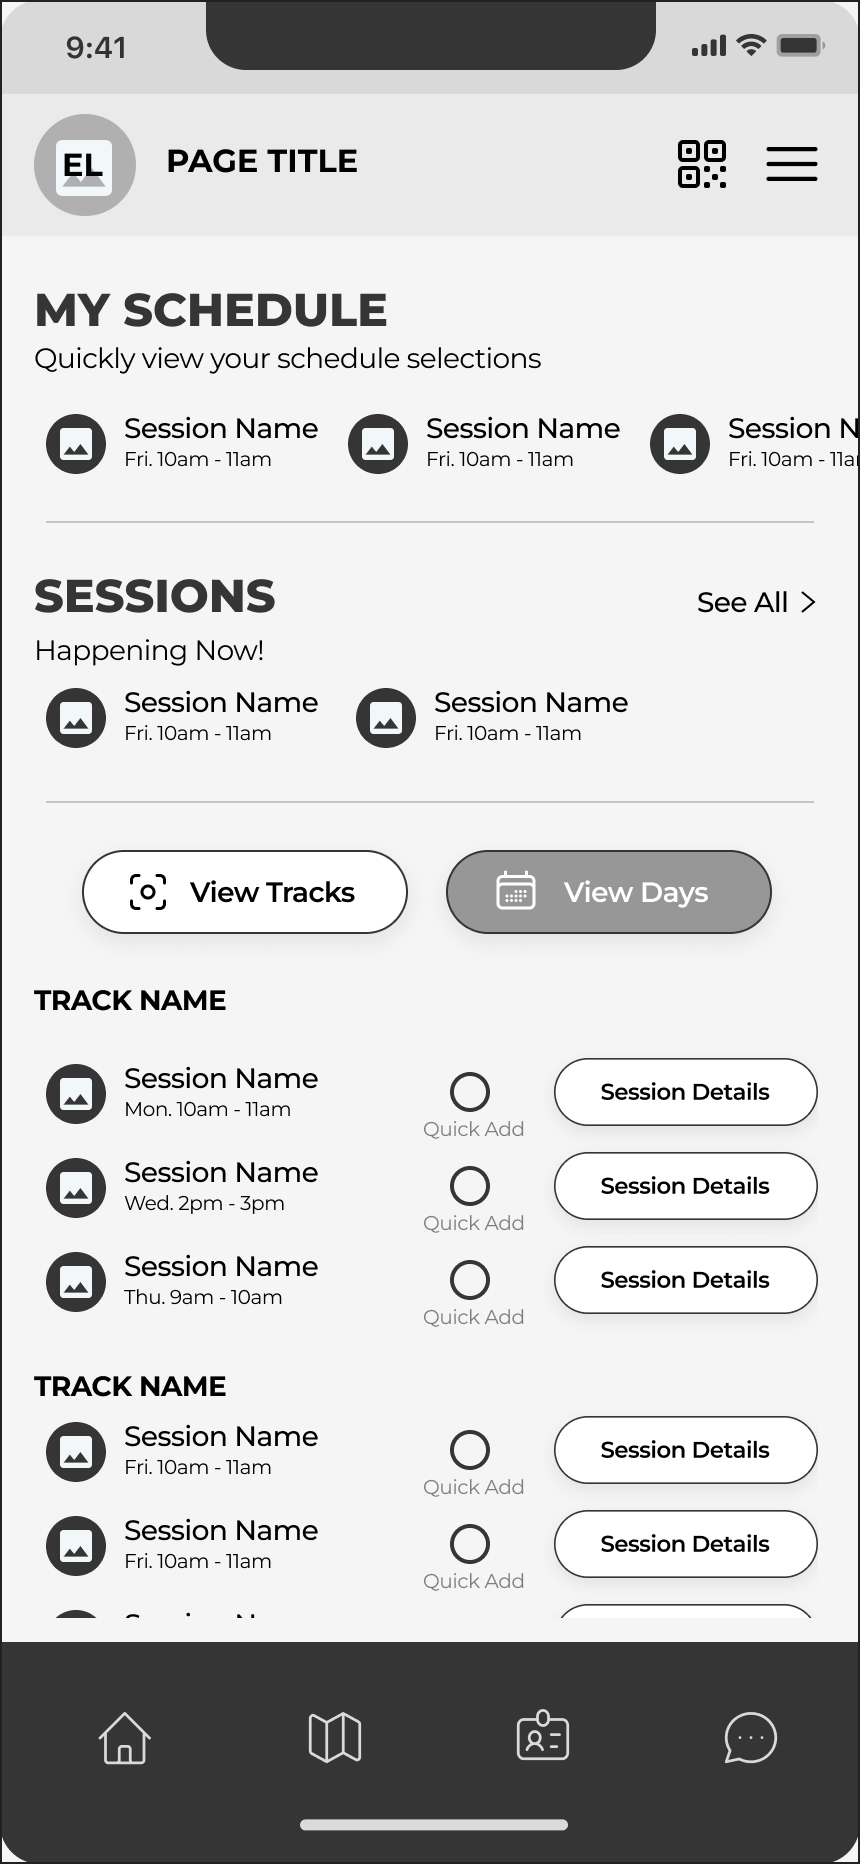 9:41
EL
PAGE TITLE
MY SCHEDULE
Quickly view your schedule selections
Session Name
Fri. 10am - 11am
Session Name
Fri. 10am - 11am
Session N
Fri. 10am - 11a
SESSIONS
See All
Happening Now!
Session Name
Fri. 10am - 11am
Session Name
Fri. 10am - 11am
View Tracks
View Days
TRACK NAME
Session Name
Mon. 10am - 11am
Quick Add
Session Details
Session Name
Wed. 2pm - 3pm
Quick Add
Session Details
Session Name
Thu. 9am - 10am
Quick Add
Session Details
TRACK NAME
Session Name
Fri. 10am - 11am
Quick Add
Session Details
Session Name
Fri. 10am - 11am
Quick Add
Session Details